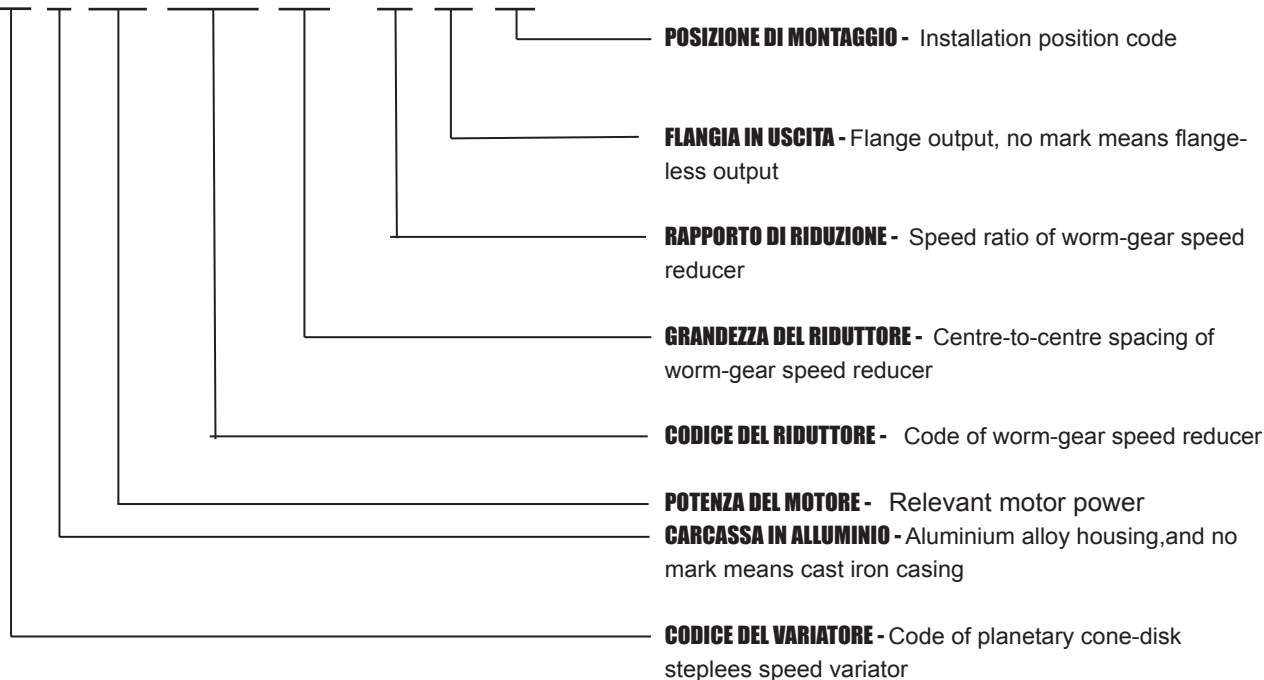 POSIZIONE DI MONTAGGIO - Installation position code
FLANGIA IN USCITA - Flange output, no mark means flange-
less output
RAPPORTO DI RIDUZIONE - Speed ratio of worm-gear speed
reducer
GRANDEZZA DEL RIDUTTORE - Centre-to-centre spacing of
worm-gear speed reducer
CODICE DEL RIDUTTORE - Code of worm-gear speed reducer
POTENZA DEL MOTORE - Relevant motor power
CARCASSA IN ALLUMINIO - Aluminium alloy housing,and no
mark means cast iron casing
CODICE DEL VARIATORE - Code of planetary cone-disk
steplees speed variator